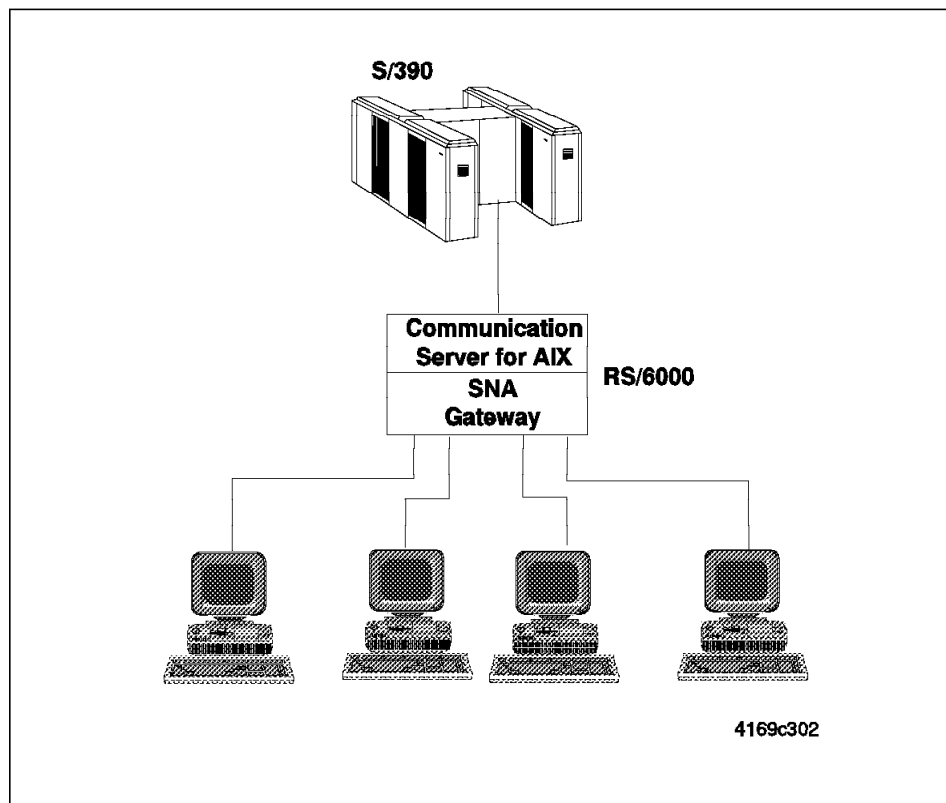 S/390
Communication
Server for AIX
RS/6000
SNA
Gateway
4169c302